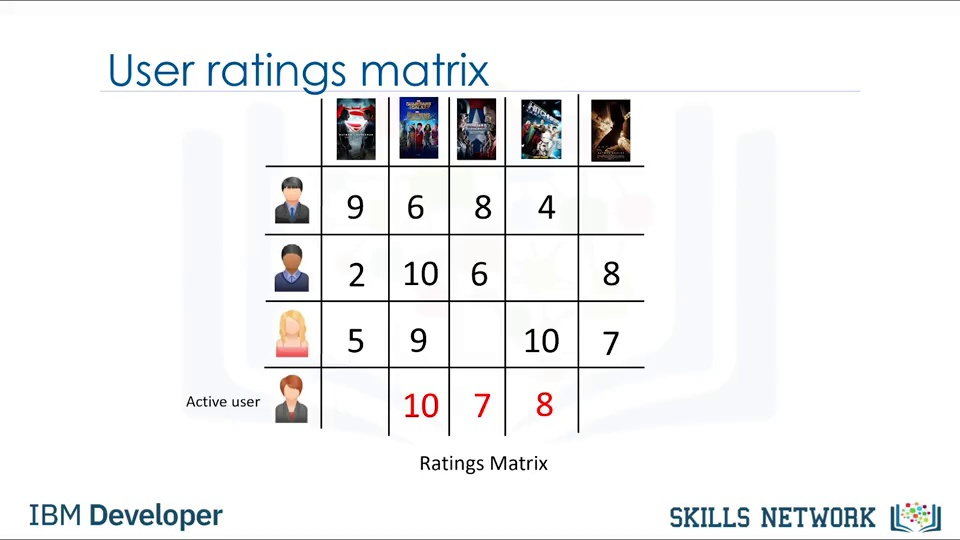 User ratings matrix
9 6 8 4
2 10 6 8
5 9 10 7
Active user 10 7 8
Ratings Matrix
IBM Developer
SKILLS NETWORK